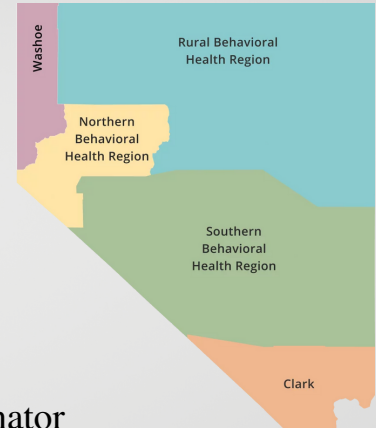 Washoe
Rural Behavioral
Health Region
Northern
Behavioral
Health Region
Southern
Behavioral
Health Region
Clark